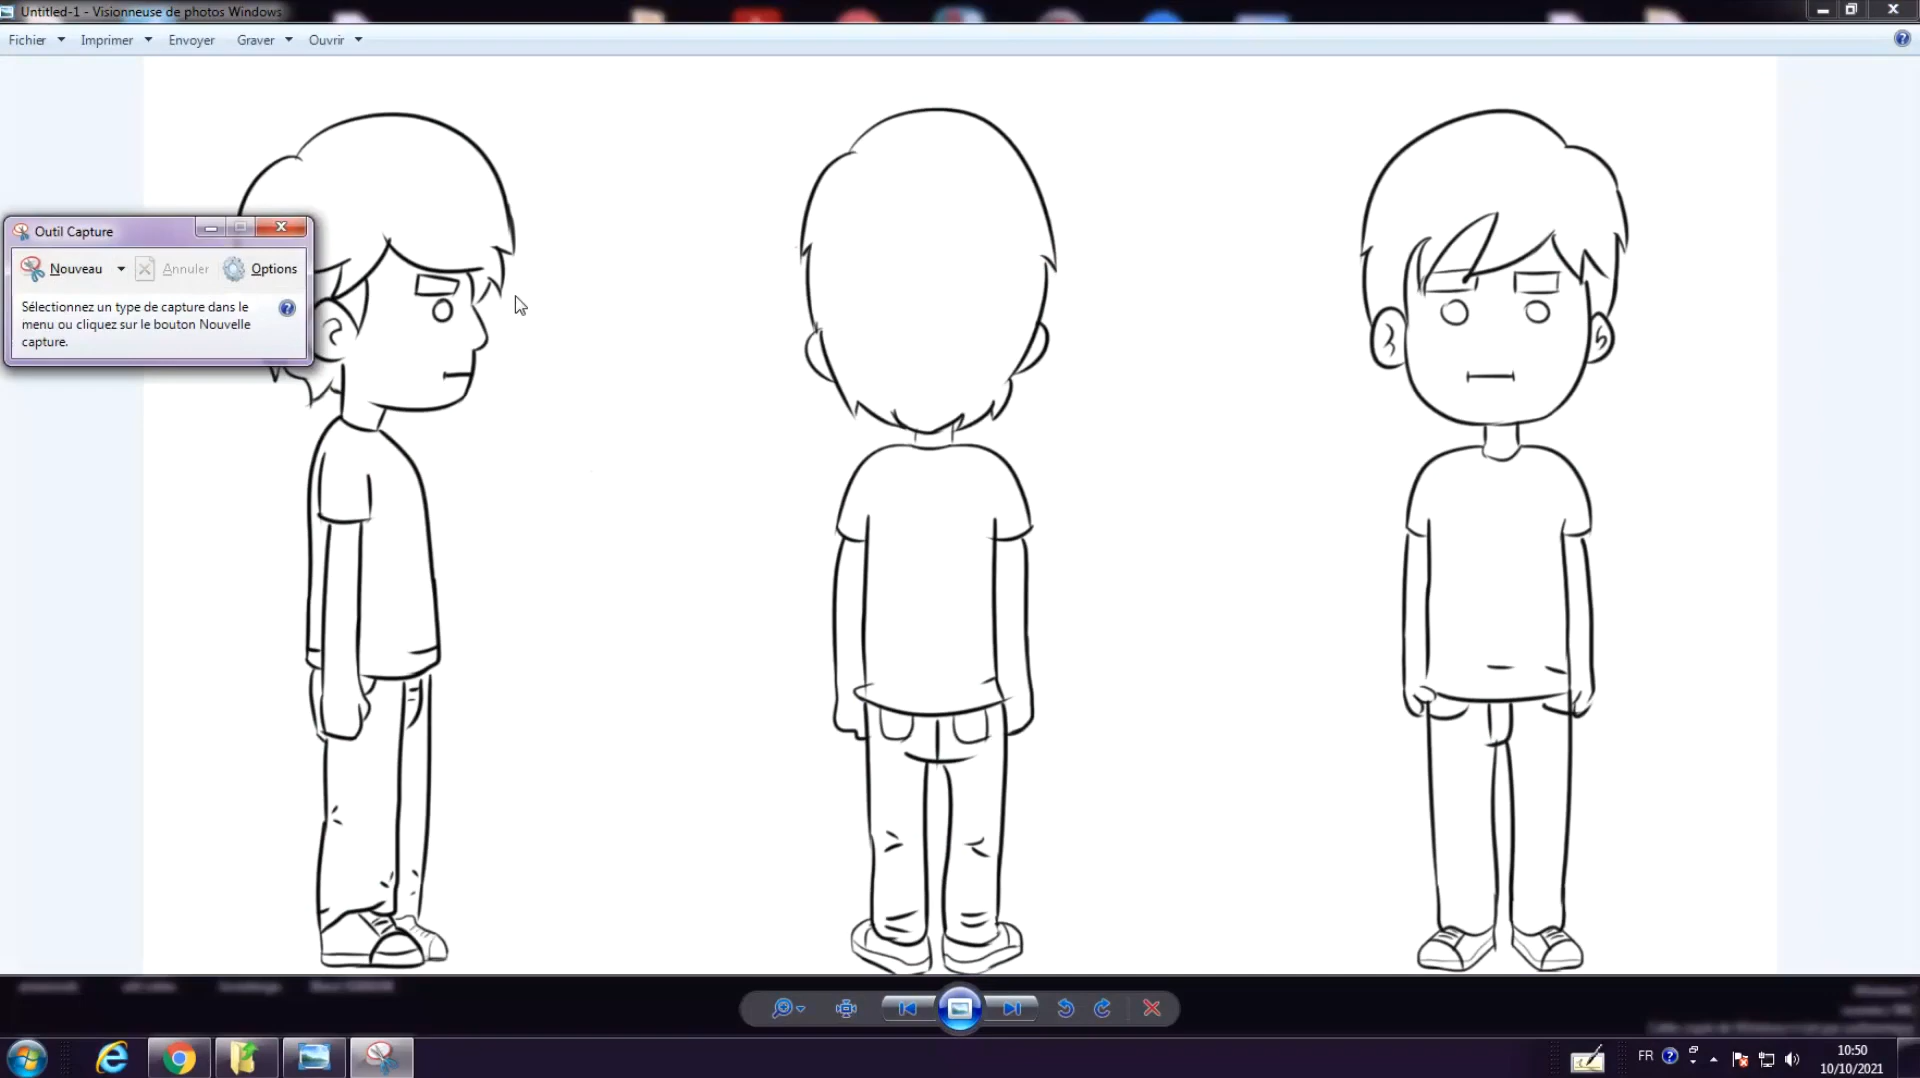 Untitled-1 - Visionneuse de photos Windows
Fichier Imprimer Envoyer Graver Ouvrir
Outil Capture
Nouveau Annuler Options
Sélectionnez un type de capture dans le
menu ou cliquez sur le bouton Nouvelle
capture.
FR
10:50
10/10/2021